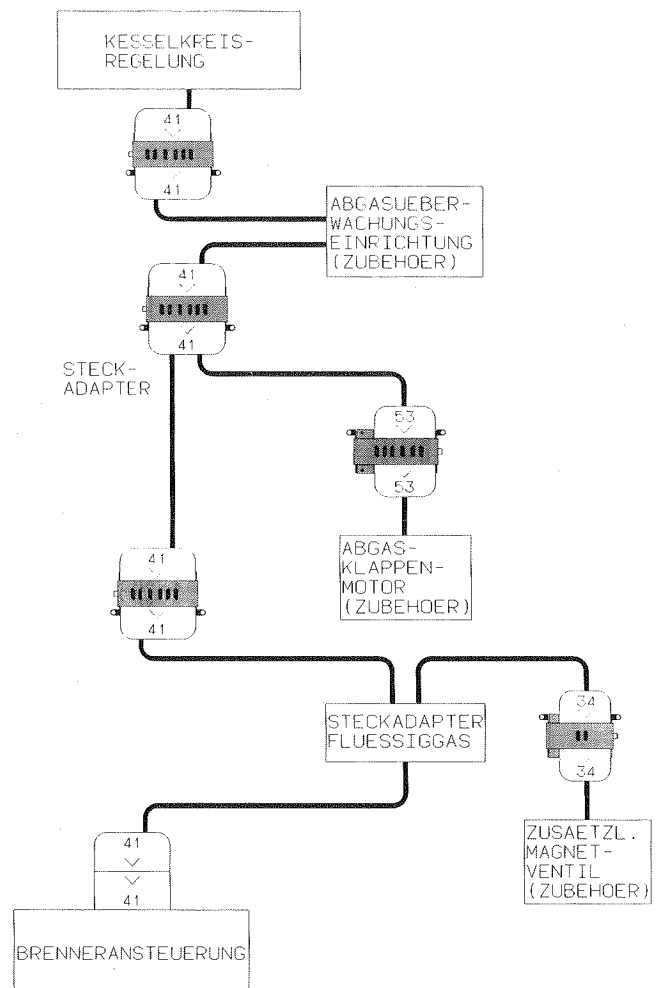 KESSELKREIS-
REGELUNG
41
41
ABGASUEBER-
WACHUNGS-
EINRICHTUNG
(ZUBEHOER)
41
41
STECK-
ADAPTER
53
53
ABGAS-
KLAPPEN-
MOTOR
(ZUBEHOER)
41
41
STECKADAPTER
FLUESSIGGAS
34
34
ZUSAETZL.
MAGNET-
VENTIL
(ZUBEHOER)
41
41
BRENNERANSTEUERUNG